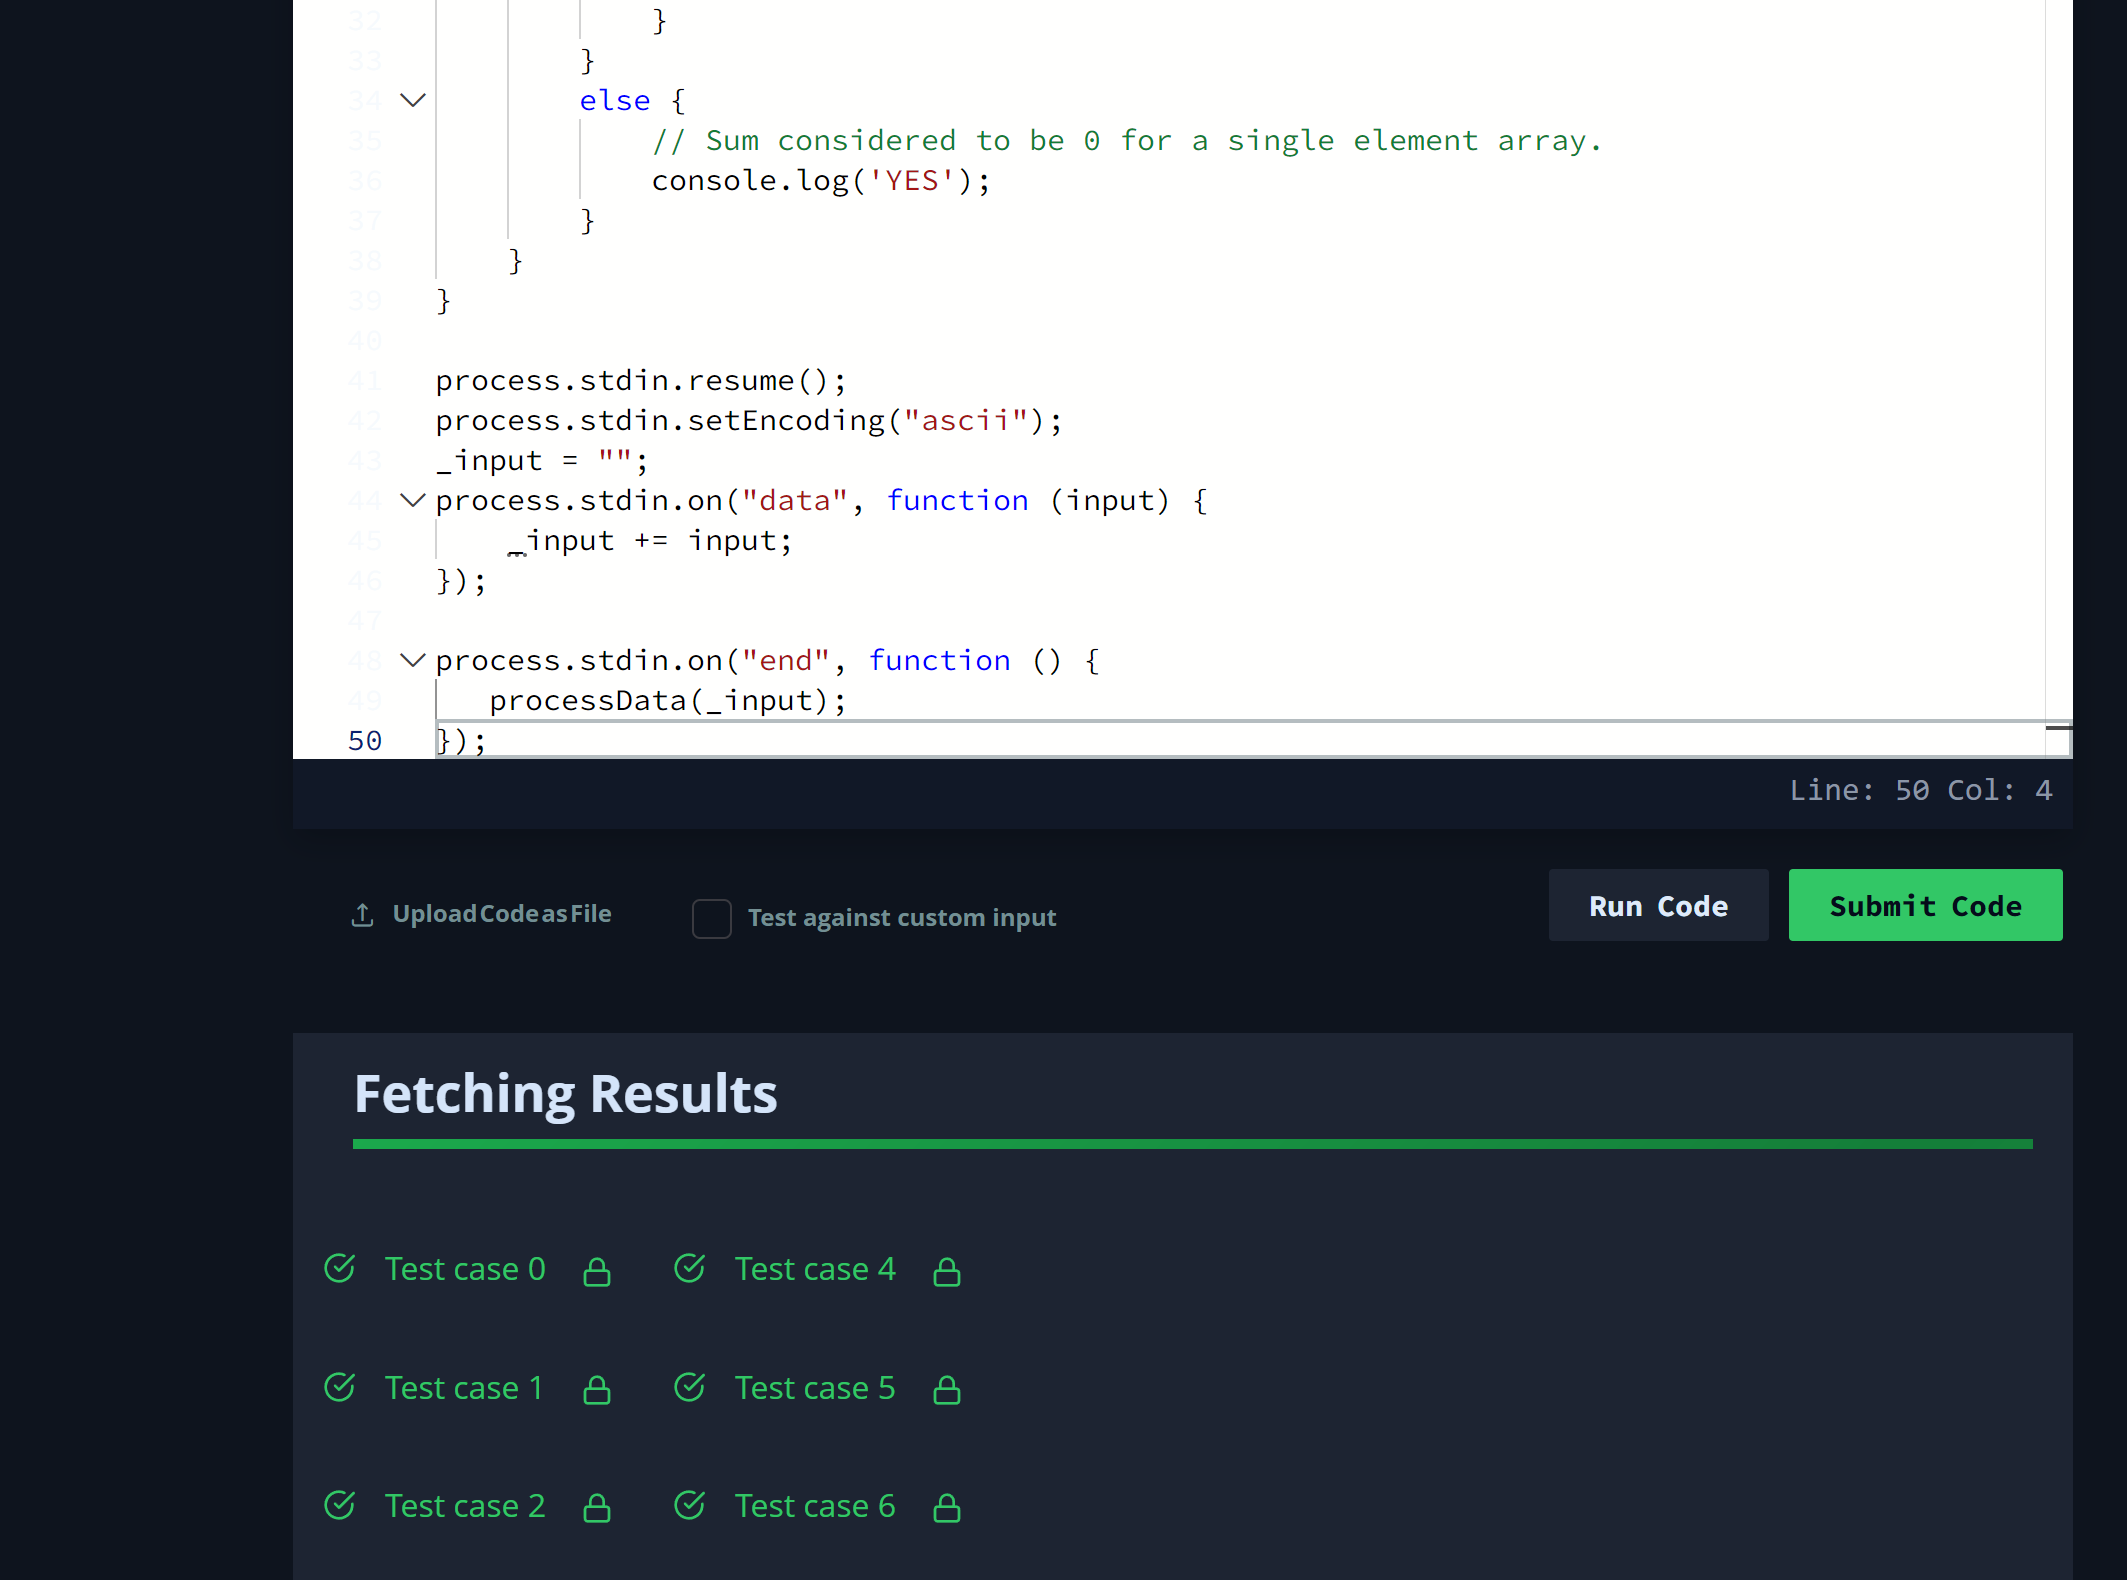 32 }
33 }
34 else {
35 // Sum considered to be 0 for a single element array.
36 console.log('YES');
37 }
38 }
39 }
40
41 process.stdin.resume();
42 process.stdin.setEncoding("ascii");
43 _input = "";
44 process.stdin.on("data", function (input) {
45 _input += input;
46 });
47
48 process.stdin.on("end", function () {
49 processData(_input);
50 });
Line: 50 Col: 4
Upload Code as File
Test against custom input
Run Code
Submit Code
Fetching Results
Test case 0
Test case 4
Test case 1
Test case 5
Test case 2
Test case 6